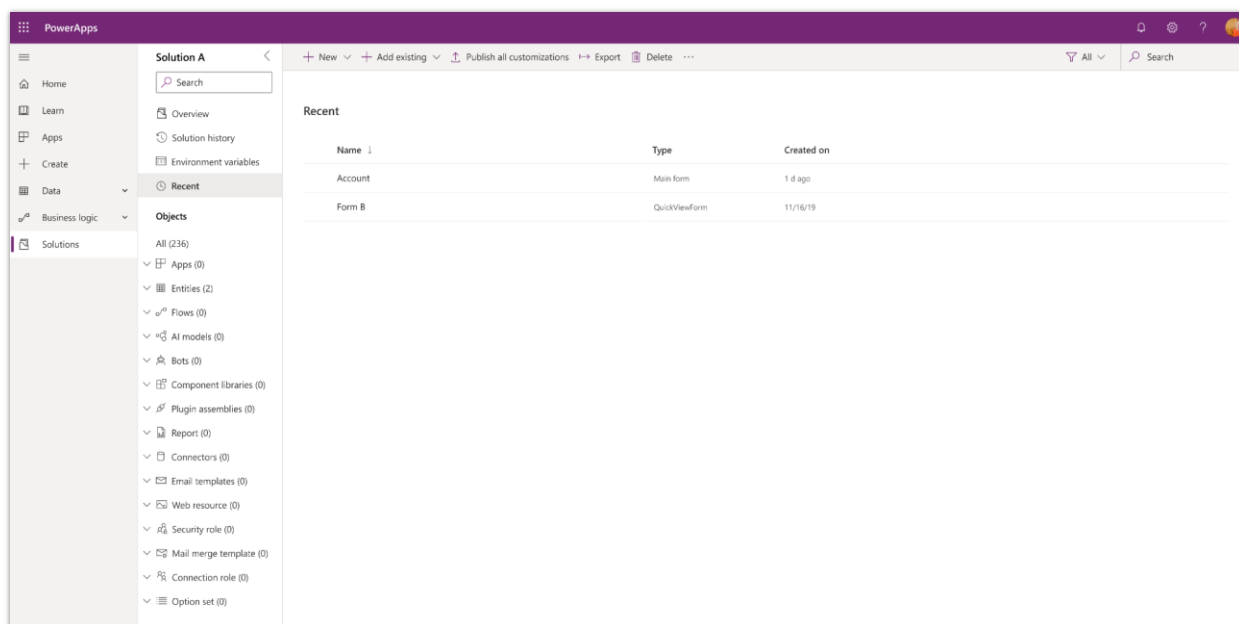 PowerApps
Home
Learn
Apps
Create
Data
Business logic
Solutions
Solution A
Search
Overview
Solution history
Environment variables
Recent
Objects
All (236)
Apps (0)
Entities (2)
Flows (0)
AI models (0)
Bots (0)
Component libraries (0)
Plugin assemblies (0)
Report (0)
Connectors (0)
Email templates (0)
Web resource (0)
Security role (0)
Mail merge template (0)
Connection role (0)
Option set (0)
New Add existing Publish all customizations Export Delete ··· All Search
Recent
Name ↓ Type Created on
Account Main form 1 d ago
Form B QuickViewForm 11/16/19